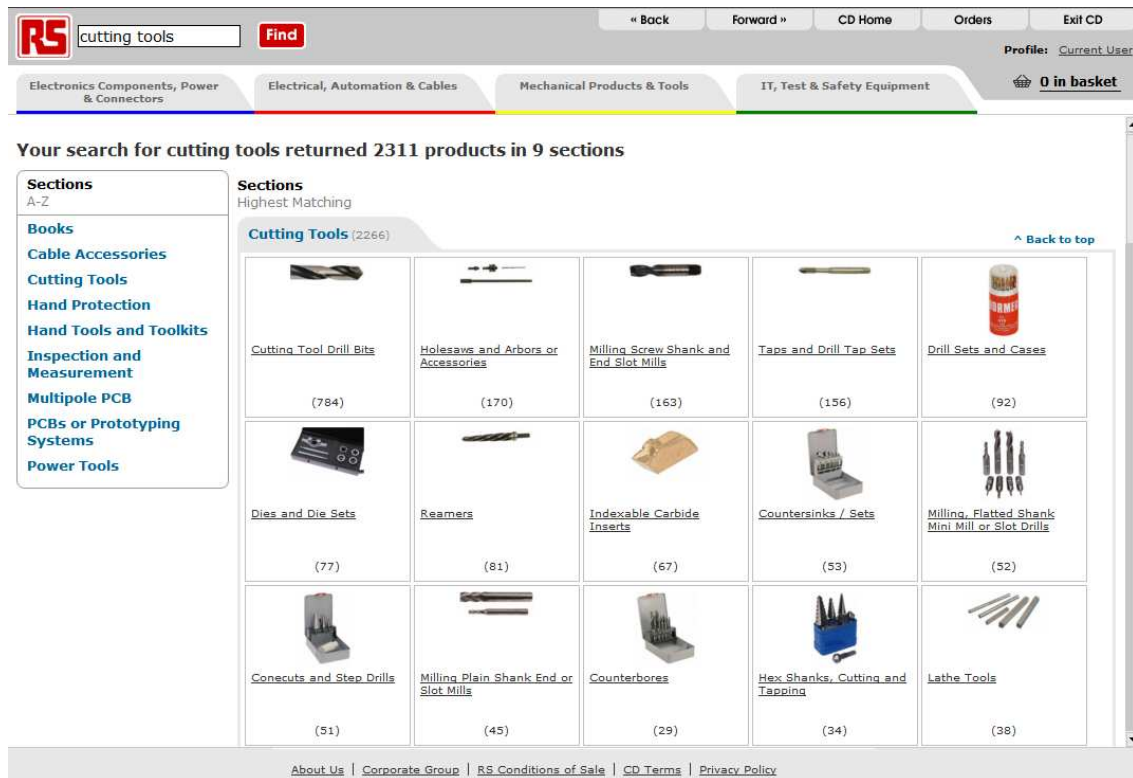 RS
cutting tools
Find
« Back
Forward »
CD Home
Orders
Exit CD
Profile: Current User
Electronics Components, Power
& Connectors
Electrical, Automation & Cables
Mechanical Products & Tools
IT, Test & Safety Equipment
0 in basket
Your search for cutting tools returned 2311 products in 9 sections
Sections
A-Z
Books
Cable Accessories
Cutting Tools
Hand Protection
Hand Tools and Toolkits
Inspection and
Measurement
Multipole PCB
PCBs or Prototyping
Systems
Power Tools
Sections
Highest Matching
Cutting Tools (2266)
^ Back to top
Cutting Tool Drill Bits
(784)
Holesaws and Arbors or
Accessories
(170)
Milling Screw Shank and
End Slot Mills
(163)
Taps and Drill Tap Sets
(156)
DORMER
Drill Sets and Cases
(92)
Dies and Die Sets
(77)
Reamers
(81)
Indexable Carbide
Inserts
(67)
Countersinks / Sets
(53)
Milling, Flatted Shank
Mini Mill or Slot Drills
(52)
Conecuts and Step Drills
(51)
Milling Plain Shank End or
Slot Mills
(45)
Counterbores
(29)
Hex Shanks, Cutting and
Tapping
(34)
Lathe Tools
(38)
About Us | Corporate Group | RS Conditions of Sale | CD Terms | Privacy Policy